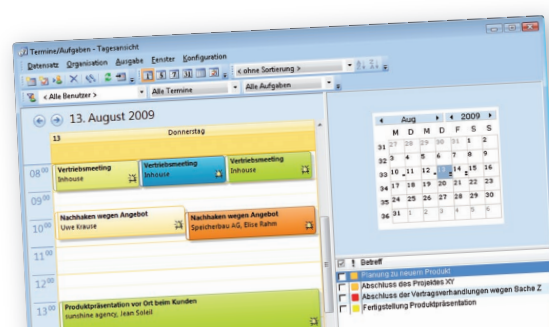 Termine/Aufgaben - Tagesansicht
Datensatz Organisation Ausgabe Fenster Konfiguration
1 5 7 31 < ohne Sortierung >
< Alle Benutzer > Alle Termine Alle Aufgaben
13. August 2009
13 Donnerstag
08 00
Vertriebsmeeting
Inhouse
Vertriebsmeeting
Inhouse
Vertriebsmeeting
Inhouse
09 00
10 00
Nachhaken wegen Angebot
Uwe Krause
Nachhaken wegen Angebot
Speicherbau AG, Elise Rahm
11 00
12 00
13 00
Produktpräsentation vor Ort beim Kunden
sunshine agency, Jean Soleil
Aug 2009
M D M D F S S
31 27 28 29 30 31 1 2
32 3 4 5 6 7 8 9
33 10 11 12 13 14 15 16
34 17 18 19 20 21 22 23
35 24 25 26 27 28 29 30
36 31 1 2 3 4 5 6
! Betreff
Planung zu neuem Produkt
Abschluss des Projektes XY
Abschluss der Vertragsverhandlungen wegen Sache Z
Fertigstellung Produktpräsentation